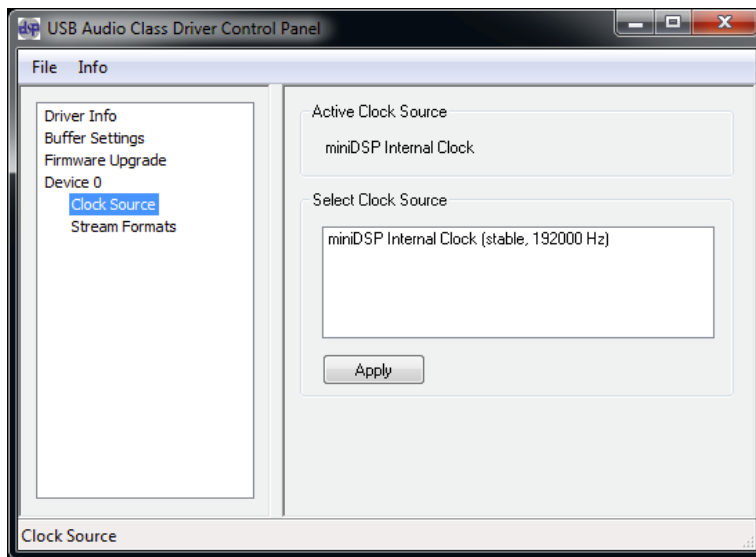 dsp USB Audio Class Driver Control Panel
File Info
Driver Info
Buffer Settings
Firmware Upgrade
Device 0
Clock Source
Stream Formats
Active Clock Source
miniDSP Internal Clock
Select Clock Source
miniDSP Internal Clock (stable, 192000 Hz)
Apply
Clock Source